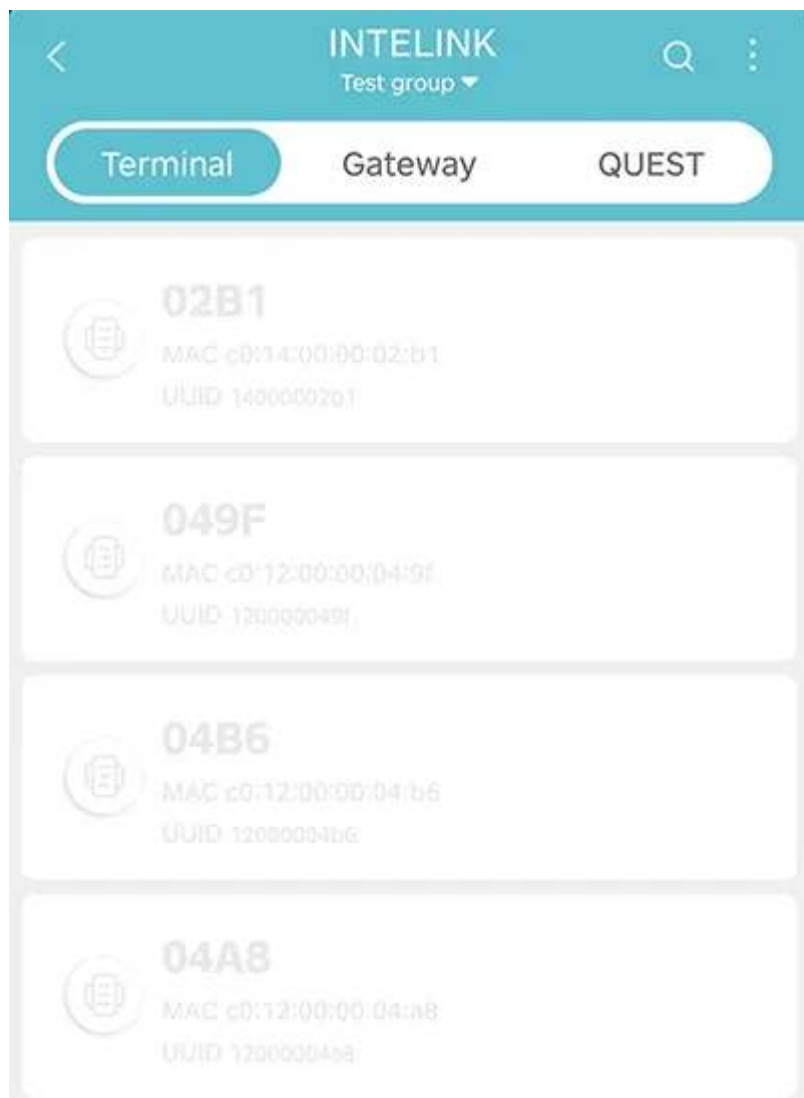 INTELINK
Test group
Terminal
Gateway
QUEST
02B1
MAC c0:14:00:00:02:b1
UUID 14000002b1
049F
MAC c0:12:00:00:04:9f
UUID 120000049f
04B6
MAC c0:12:00:00:04:b6
UUID 12000004b6
04A8
MAC c0:12:00:00:04:a8
UUID 12000004a8